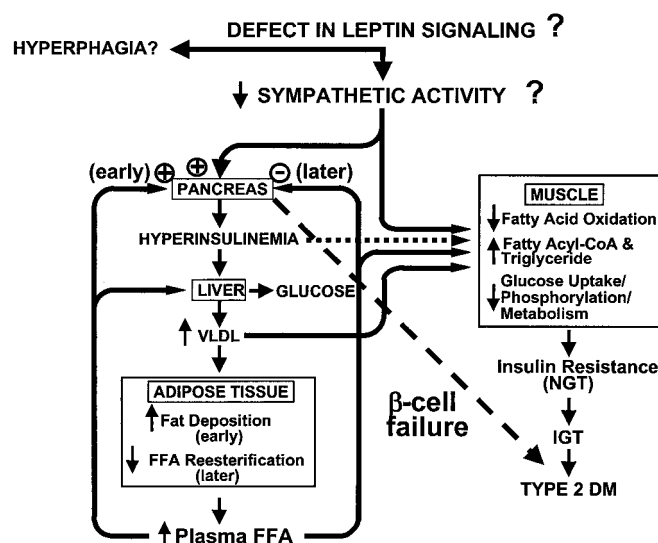 DEFECT IN LEPTIN SIGNALING ?
HYPERPHAGIA?
↓ SYMPATHETIC ACTIVITY ?
(early) ⊕ ⊕ ⊖ (later)
PANCREAS
HYPERINSULINEMIA
LIVER → GLUCOSE
↑ VLDL
ADIPOSE TISSUE
↑ Fat Deposition
(early)
↓ FFA Reesterification
(later)
↑ Plasma FFA
β-cell
failure
MUSCLE
↓ Fatty Acid Oxidation
↑ Fatty Acyl-CoA &
Triglyceride
↓ Glucose Uptake/
Phosphorylation/
Metabolism
Insulin Resistance
(NGT)
IGT
TYPE 2 DM